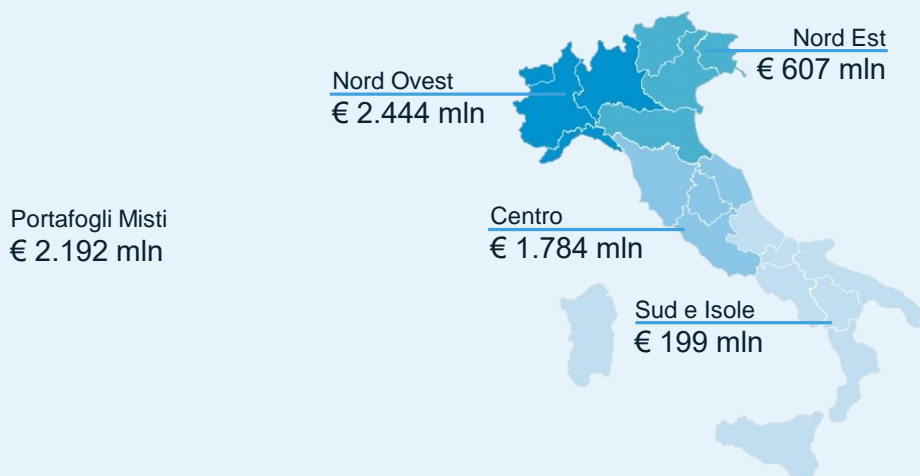 Nord Est
€ 607 mln
Nord Ovest
€ 2.444 mln
Portafogli Misti
€ 2.192 mln
Centro
€ 1.784 mln
Sud e Isole
€ 199 mln